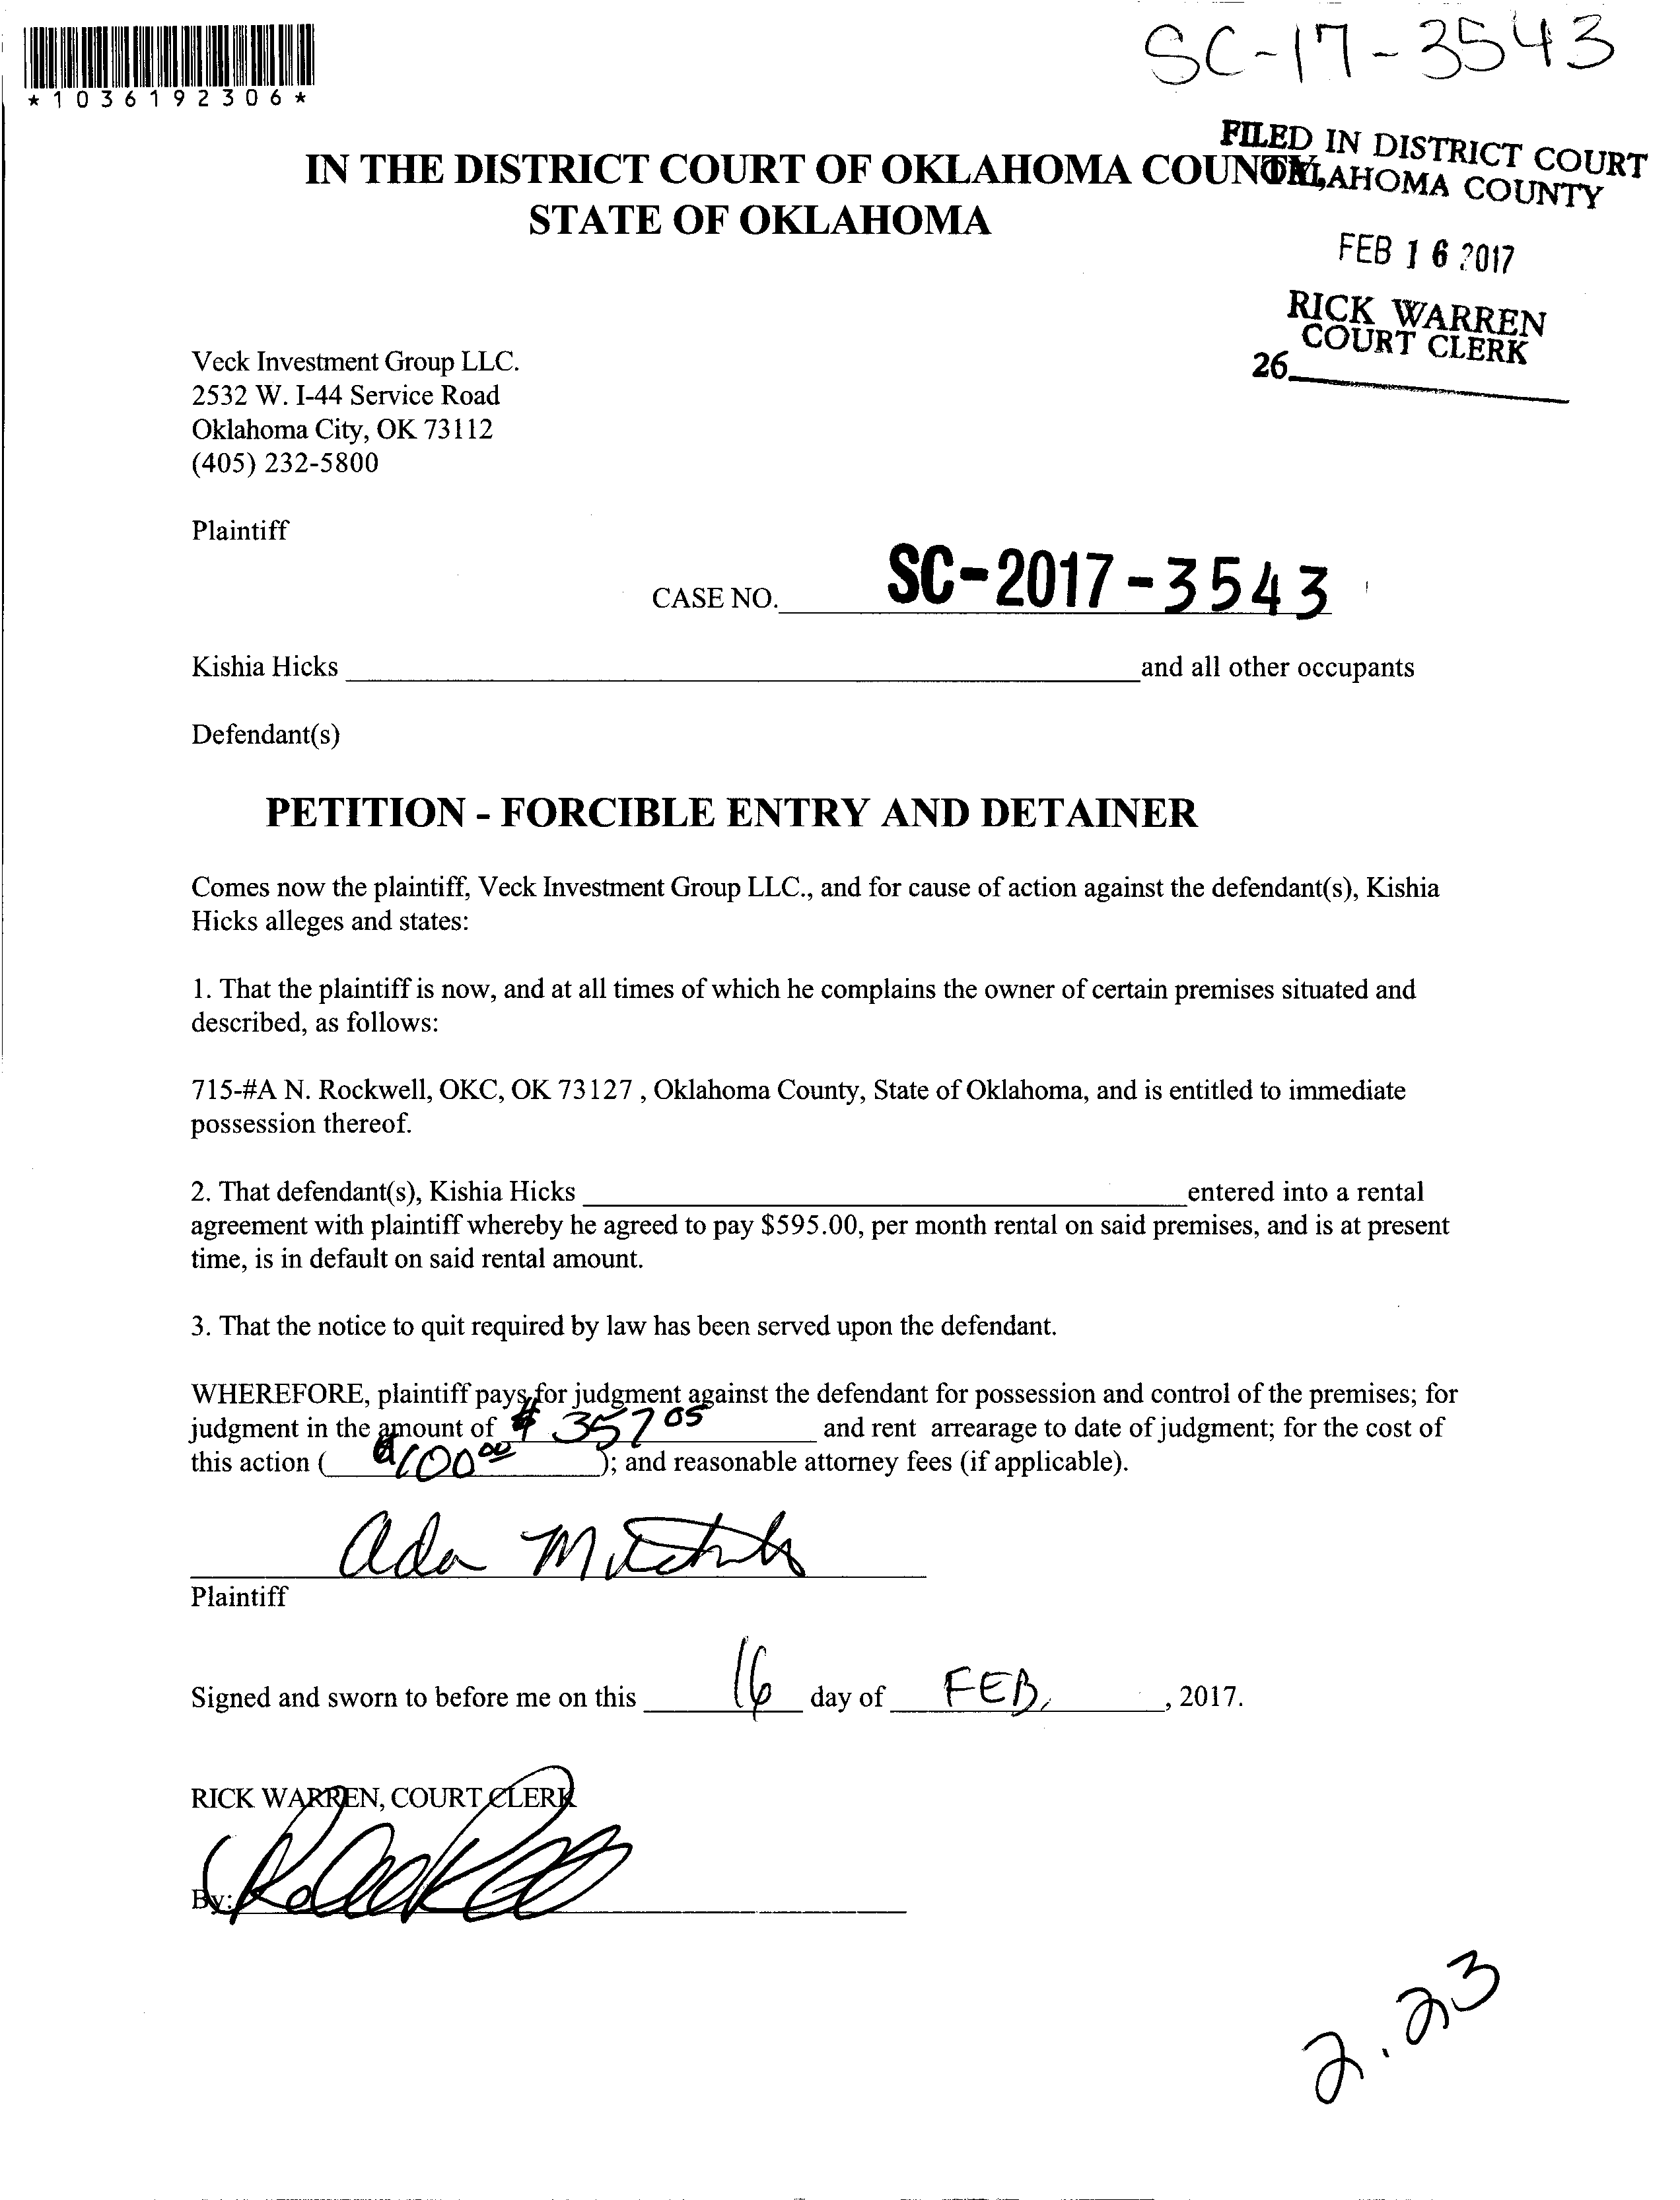 *1036192306*
SC-17-3543
FILED IN DISTRICT COURT
OKLAHOMA COUNTY
IN THE DISTRICT COURT OF OKLAHOMA COUNTY,
STATE OF OKLAHOMA
FEB 16 2017
RICK WARREN
COURT CLERK
26
Veck Investment Group LLC.
2532 W. I-44 Service Road
Oklahoma City, OK 73112
(405) 232-5800
Plaintiff
CASE NO. SC-2017-3543
Kishia Hicks and all other occupants
Defendant(s)
PETITION - FORCIBLE ENTRY AND DETAINER
Comes now the plaintiff, Veck Investment Group LLC., and for cause of action against the defendant(s), Kishia
Hicks alleges and states:
1. That the plaintiff is now, and at all times of which he complains the owner of certain premises situated and
described, as follows:
715-#A N. Rockwell, OKC, OK 73127 , Oklahoma County, State of Oklahoma, and is entitled to immediate
possession thereof.
2. That defendant(s), Kishia Hicks entered into a rental
agreement with plaintiff whereby he agreed to pay $595.00, per month rental on said premises, and is at present
time, is in default on said rental amount.
3. That the notice to quit required by law has been served upon the defendant.
WHEREFORE, plaintiff pays for judgment against the defendant for possession and control of the premises; for
judgment in the amount of $ 357 05 and rent arrearage to date of judgment; for the cost of
this action ( $100 00 ); and reasonable attorney fees (if applicable).
Ada
Plaintiff
Signed and sworn to before me on this 16 day of FEB, , 2017.
RICK WARREN, COURT CLERK
By:
2.23